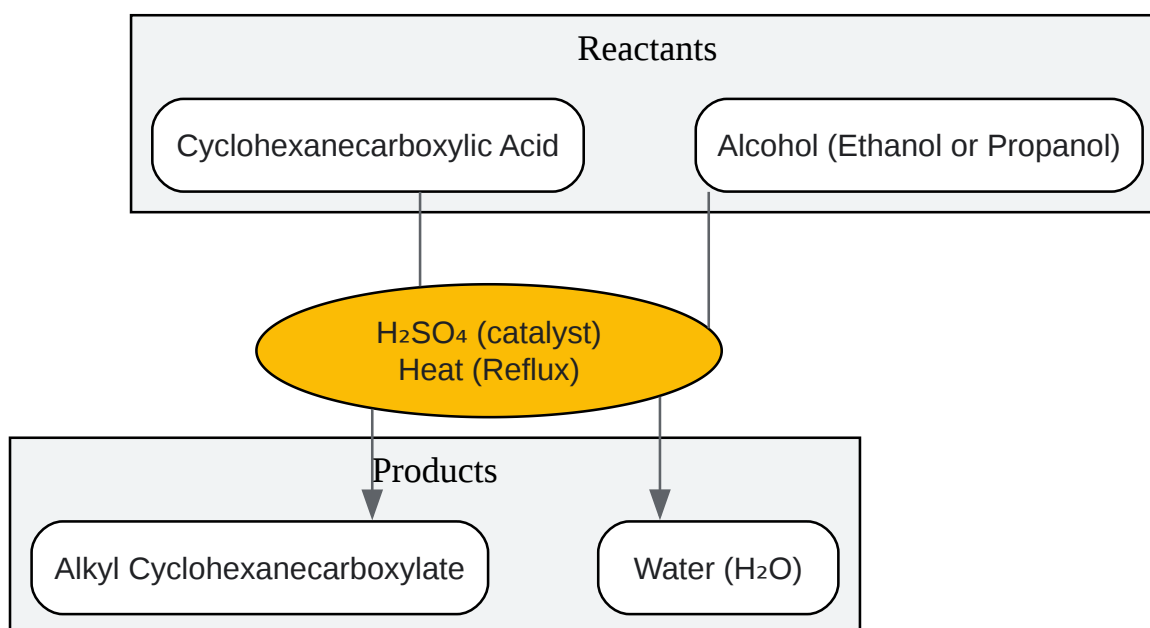 Reactants
Cyclohexanecarboxylic Acid
Alcohol (Ethanol or Propanol)
H₂SO₄ (catalyst)
Heat (Reflux)
Products
Alkyl Cyclohexanecarboxylate
Water (H₂O)